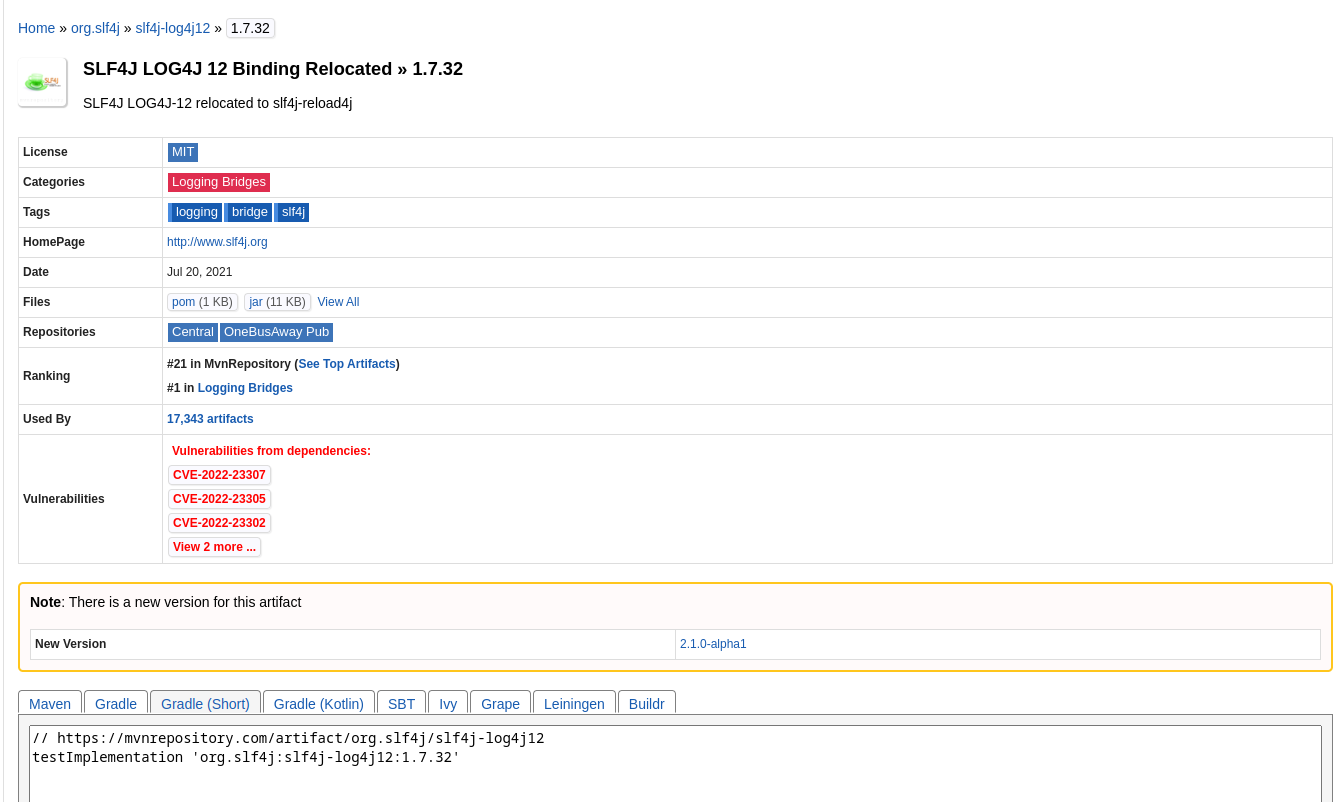 Home » org.slf4j » slf4j-log4j12 » 1.7.32
SLF4J LOG4J 12 Binding Relocated » 1.7.32
SLF4J LOG4J-12 relocated to slf4j-reload4j
License MIT
Categories Logging Bridges
Tags logging bridge slf4j
HomePage http://www.slf4j.org
Date Jul 20, 2021
Files pom (1 KB) jar (11 KB) View All
Repositories Central OneBusAway Pub
Ranking #21 in MvnRepository (See Top Artifacts)
#1 in Logging Bridges
Used By 17,343 artifacts
Vulnerabilities Vulnerabilities from dependencies:
CVE-2022-23307
CVE-2022-23305
CVE-2022-23302
View 2 more ...
Note: There is a new version for this artifact
New Version 2.1.0-alpha1
Maven Gradle Gradle (Short) Gradle (Kotlin) SBT Ivy Grape Leiningen Buildr
// https://mvnrepository.com/artifact/org.slf4j/slf4j-log4j12
testImplementation 'org.slf4j:slf4j-log4j12:1.7.32'